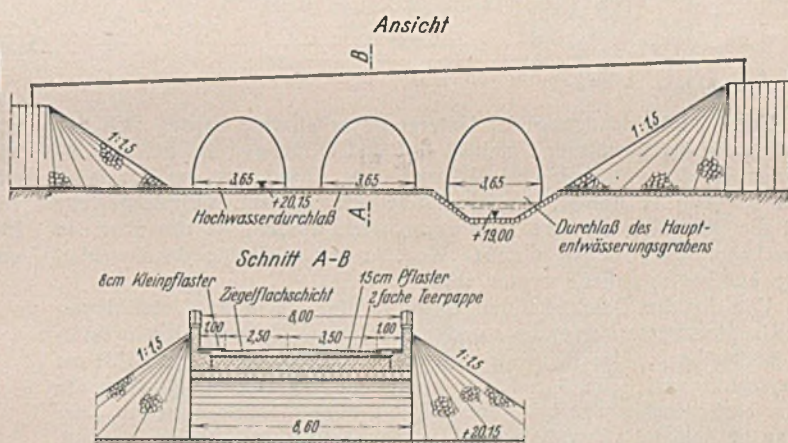 Ansicht
B
1:1,5
1:1,5
3,65
3,65
3,65
+20,15
Hochwasserdurchlaß
A
+19,00
Durchlaß des Haupt-
entwässerungsgrabens
Schnitt A-B
8cm Kleinpflaster
Ziegelflachschicht
15cm Pflaster
2fache Teerpappe
8,00
1,00
2,50
3,50
1,00
1:1,5
1:1,5
8,60
+20,15